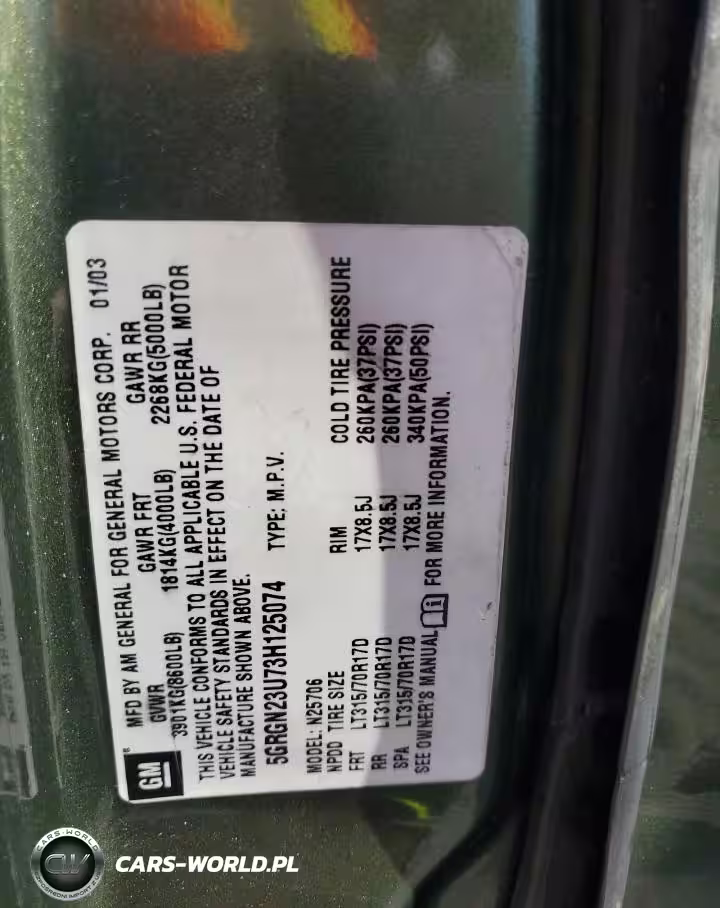 GM
MFD BY AM GENERAL FOR GENERAL MOTORS CORP. 01/03
GVWR GAWR FRT GAWR RR
3901KG(8600LB) 1814KG(4000LB) 2268KG(5000LB)
THIS VEHICLE CONFORMS TO ALL APPLICABLE U.S. FEDERAL MOTOR
VEHICLE SAFETY STANDARDS IN EFFECT ON THE DATE OF
MANUFACTURE SHOWN ABOVE.
5GRGN23U73H125074 TYPE: M.P.V.
MODEL: N25706
NPDD TIRE SIZE RIM COLD TIRE PRESSURE
FRT LT315/70R17D 17X8.5J 260KPA(37PSI)
RR LT315/70R17D 17X8.5J 260KPA(37PSI)
SPA LT315/70R17D 17X8.5J 340KPA(50PSI)
SEE OWNER'S MANUAL FOR MORE INFORMATION.
CARS-WORLD
CW
CARS-WORLD.PL